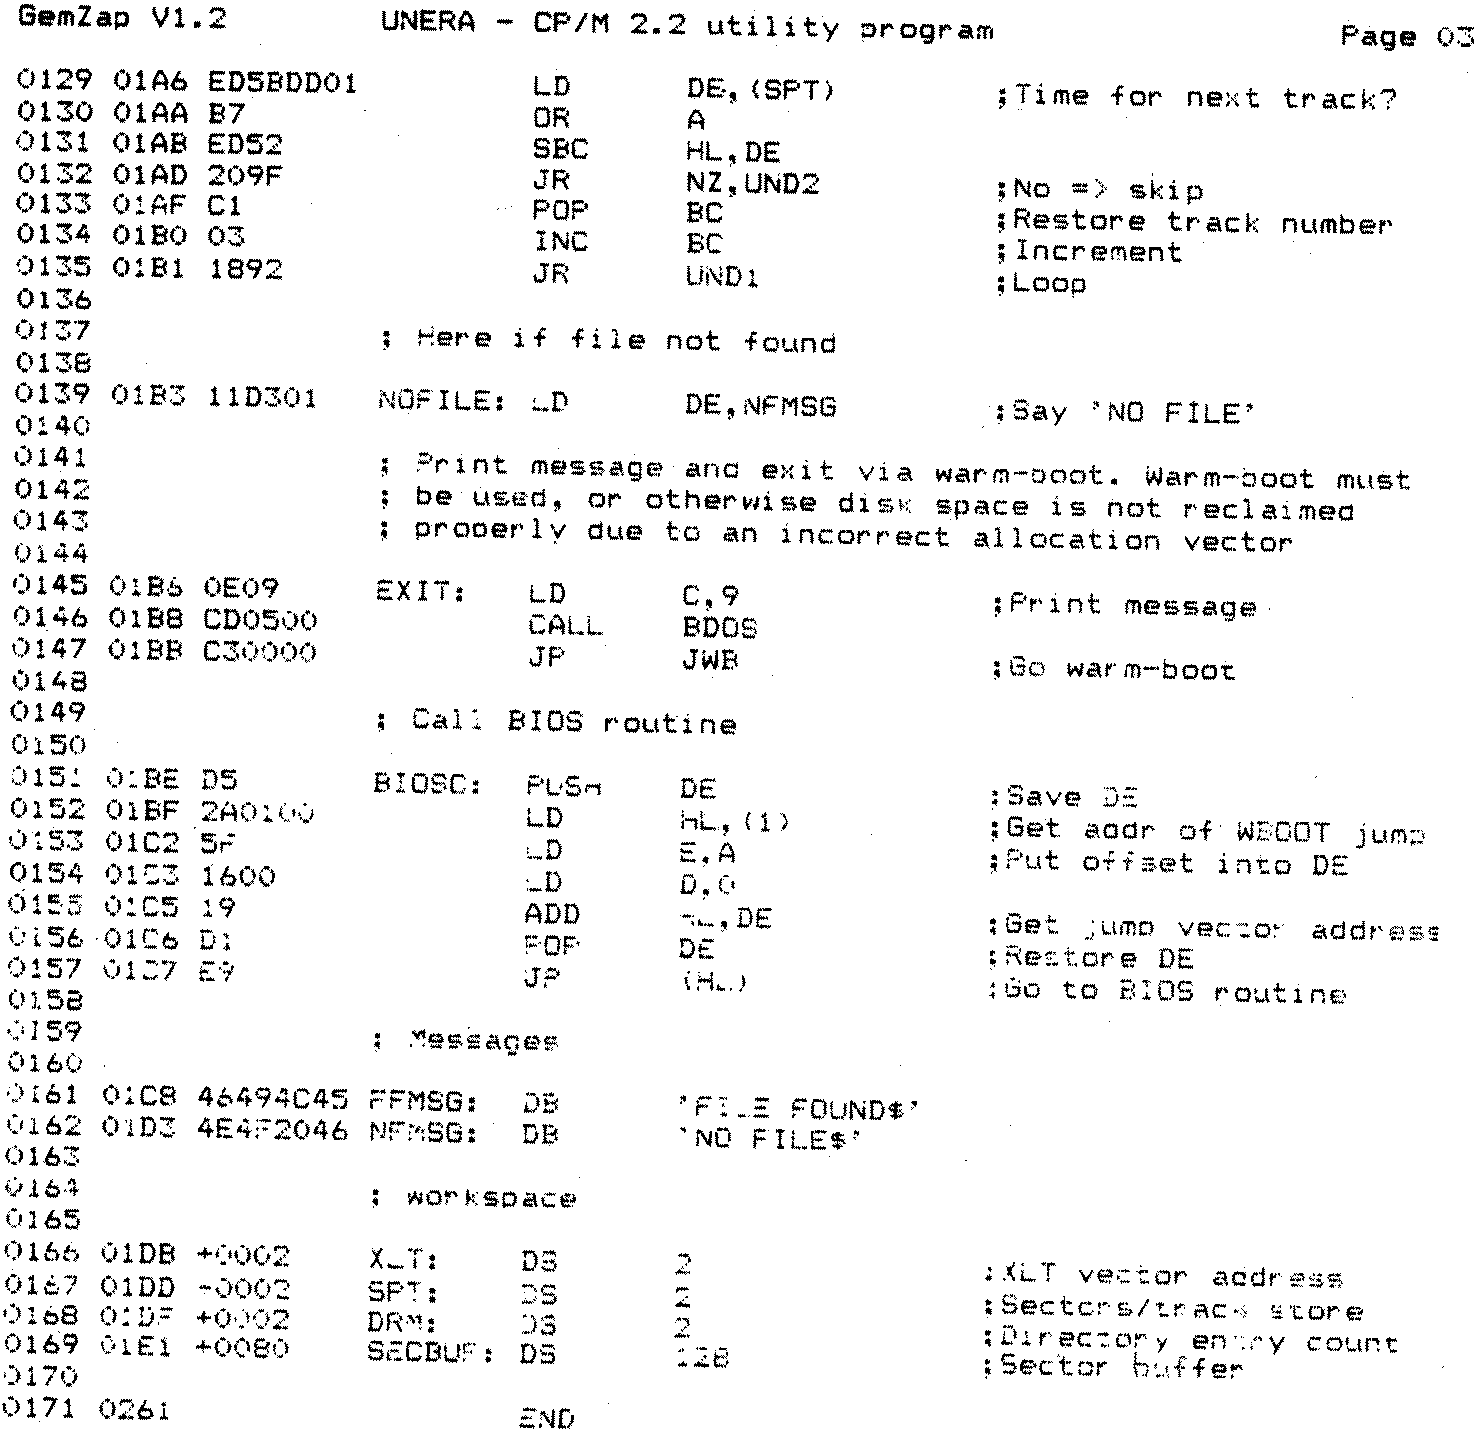 GemZap V1.2 UNERA - CP/M 2.2 utility program Page 03
0129 01A6 ED5BDD01 LD DE,(SPT) ;Time for next track?
0130 01AA B7 OR A
0131 01AB ED52 SBC HL,DE
0132 01AD 209F JR NZ,UND2 ;No => skip
0133 01AF C1 POP BC ;Restore track number
0134 01B0 03 INC BC ;Increment
0135 01B1 1892 JR UND1 ;Loop
0136
0137 ; Here if file not found
0138
0139 01B3 11D301 NOFILE: LD DE,NFMSG ;Say 'NO FILE'
0140
0141 ; Print message and exit via warm-boot. Warm-boot must
0142 ; be used, or otherwise disk space is not reclaimed
0143 ; properly due to an incorrect allocation vector
0144
0145 01B6 0E09 EXIT: LD C,9 ;Print message
0146 01B8 CD0500 CALL BDOS
0147 01BB C30000 JP JWB ;Go warm-boot
0148
0149 ; Call BIOS routine
0150
0151 01BE D5 BIOSC: PUSH DE ;Save DE
0152 01BF 2A0100 LD HL,(1) ;Get addr of WBOOT jump
0153 01C2 5F LD E,A ;Put offset into DE
0154 01C3 1600 LD D,0
0155 01C5 19 ADD HL,DE ;Get jump vector address
0156 01C6 D1 POP DE ;Restore DE
0157 01C7 E9 JP (HL) ;Go to BIOS routine
0158
0159 ; Messages
0160
0161 01C8 46494C45 FFMSG: DB 'FILE FOUND$'
0162 01D3 4E4F2046 NFMSG: DB 'NO FILE$'
0163
0164 ; workspace
0165
0166 01DB +0002 XLT: DS 2 ;XLT vector address
0167 01DD +0002 SPT: DS 2 ;Sectors/track store
0168 01DF +0002 DRM: DS 2 ;Directory entry count
0169 01E1 +0080 SECBUF: DS 128 ;Sector buffer
0170
0171 0261 END